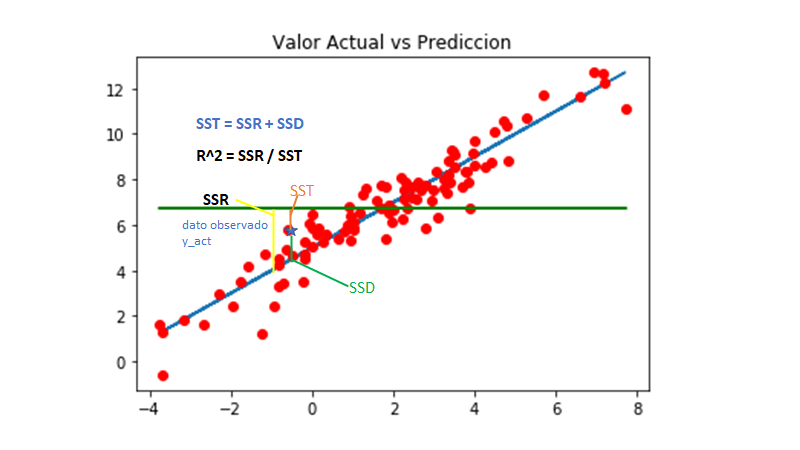 Valor Actual vs Prediccion
12
10
8
6
4
2
0
SST = SSR + SSD
R^2 = SSR / SST
SST
SSR
dato observado
y_act
SSD
−4
−2
0
2
4
6
8